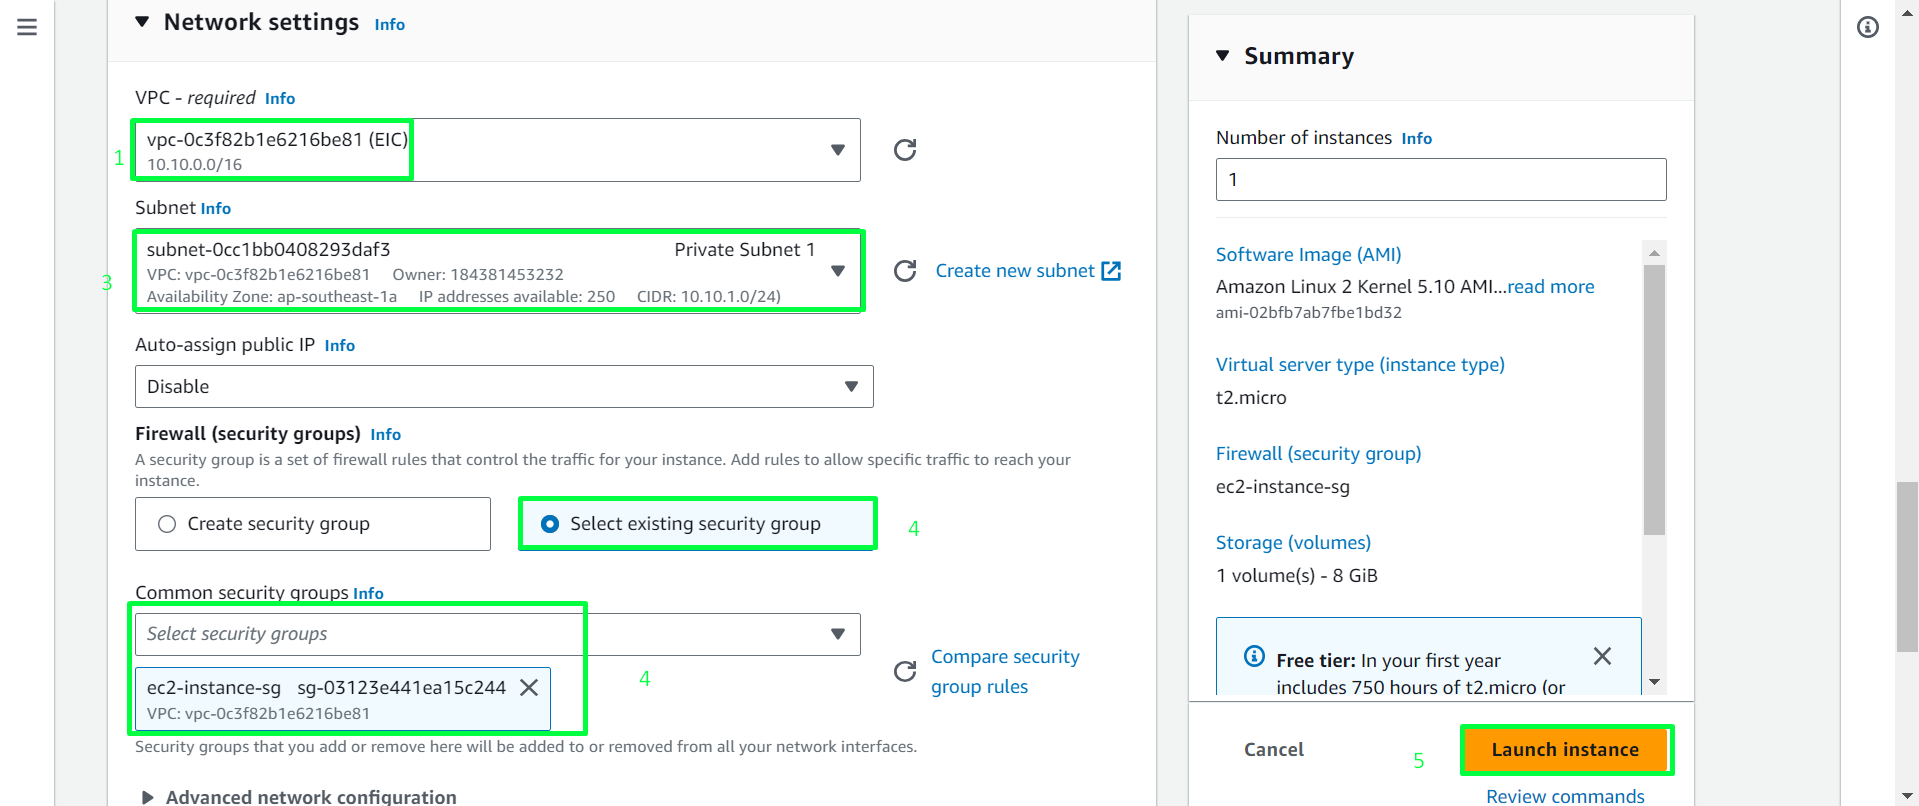 Network settings Info
VPC - required Info
vpc-0c3f82b1e6216be81 (EIC)
10.10.0.0/16
1
Subnet Info
subnet-0cc1bb0408293daf3 Private Subnet 1
VPC: vpc-0c3f82b1e6216be81 Owner: 184381453232
Availability Zone: ap-southeast-1a IP addresses available: 250 CIDR: 10.10.1.0/24)
3
Create new subnet
Auto-assign public IP Info
Disable
Firewall (security groups) Info
A security group is a set of firewall rules that control the traffic for your instance. Add rules to allow specific traffic to reach your
instance.
Create security group
Select existing security group
4
Common security groups Info
Select security groups
ec2-instance-sg sg-03123e441ea15c244
VPC: vpc-0c3f82b1e6216be81
4
Compare security
group rules
Security groups that you add or remove here will be added to or removed from all your network interfaces.
Advanced network configuration
Summary
Number of instances Info
1
Software Image (AMI)
Amazon Linux 2 Kernel 5.10 AMI...read more
ami-02bfb7ab7fbe1bd32
Virtual server type (instance type)
t2.micro
Firewall (security group)
ec2-instance-sg
Storage (volumes)
1 volume(s) - 8 GiB
Free tier: In your first year
includes 750 hours of t2.micro (or
Cancel
5
Launch instance
Review commands